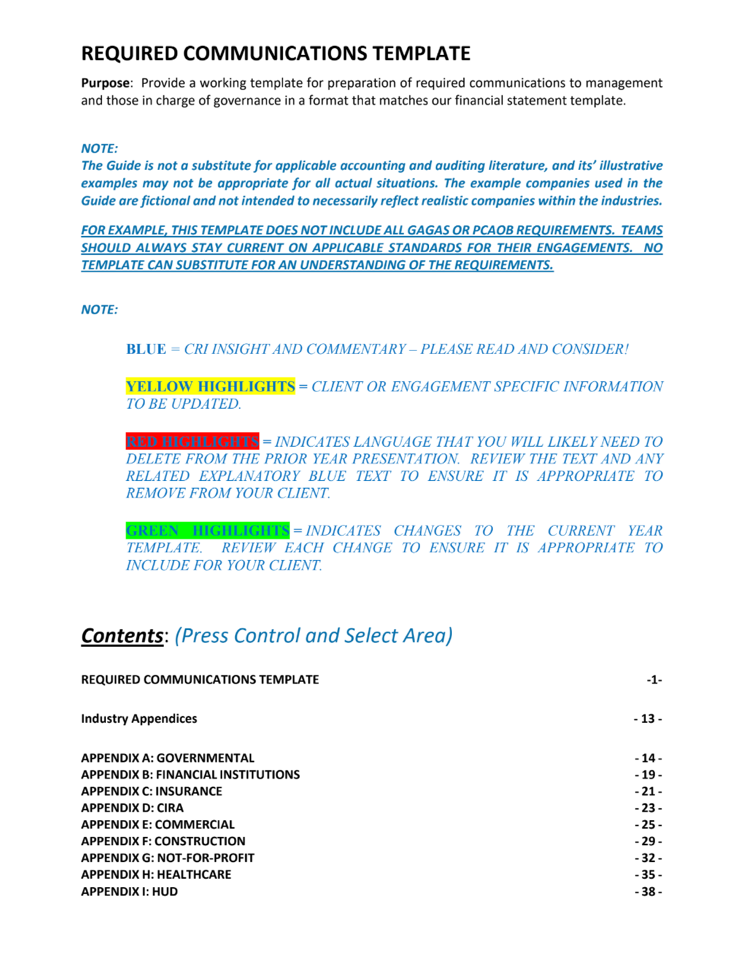 REQUIRED COMMUNICATIONS TEMPLATE
Purpose: Provide a working template for preparation of required communications to management
and those in charge of governance in a format that matches our financial statement template.
NOTE:
The Guide is not a substitute for applicable accounting and auditing literature, and its' illustrative
examples may not be appropriate for all actual situations. The example companies used in the
Guide are fictional and not intended to necessarily reflect realistic companies within the industries.
FOR EXAMPLE, THIS TEMPLATE DOES NOT INCLUDE ALL GAGAS OR PCAOB REQUIREMENTS. TEAMS
SHOULD ALWAYS STAY CURRENT ON APPLICABLE STANDARDS FOR THEIR ENGAGEMENTS. NO
TEMPLATE CAN SUBSTITUTE FOR AN UNDERSTANDING OF THE REQUIREMENTS.
NOTE:
BLUE = CRI INSIGHT AND COMMENTARY – PLEASE READ AND CONSIDER!
YELLOW HIGHLIGHTS = CLIENT OR ENGAGEMENT SPECIFIC INFORMATION
TO BE UPDATED.
RED HIGHLIGHTS = INDICATES LANGUAGE THAT YOU WILL LIKELY NEED TO
DELETE FROM THE PRIOR YEAR PRESENTATION. REVIEW THE TEXT AND ANY
RELATED EXPLANATORY BLUE TEXT TO ENSURE IT IS APPROPRIATE TO
REMOVE FROM YOUR CLIENT.
GREEN HIGHLIGHTS = INDICATES CHANGES TO THE CURRENT YEAR
TEMPLATE. REVIEW EACH CHANGE TO ENSURE IT IS APPROPRIATE TO
INCLUDE FOR YOUR CLIENT.
Contents: (Press Control and Select Area)
REQUIRED COMMUNICATIONS TEMPLATE -1-
Industry Appendices - 13 -
APPENDIX A: GOVERNMENTAL - 14 -
APPENDIX B: FINANCIAL INSTITUTIONS - 19 -
APPENDIX C: INSURANCE - 21 -
APPENDIX D: CIRA - 23 -
APPENDIX E: COMMERCIAL - 25 -
APPENDIX F: CONSTRUCTION - 29 -
APPENDIX G: NOT-FOR-PROFIT - 32 -
APPENDIX H: HEALTHCARE - 35 -
APPENDIX I: HUD - 38 -